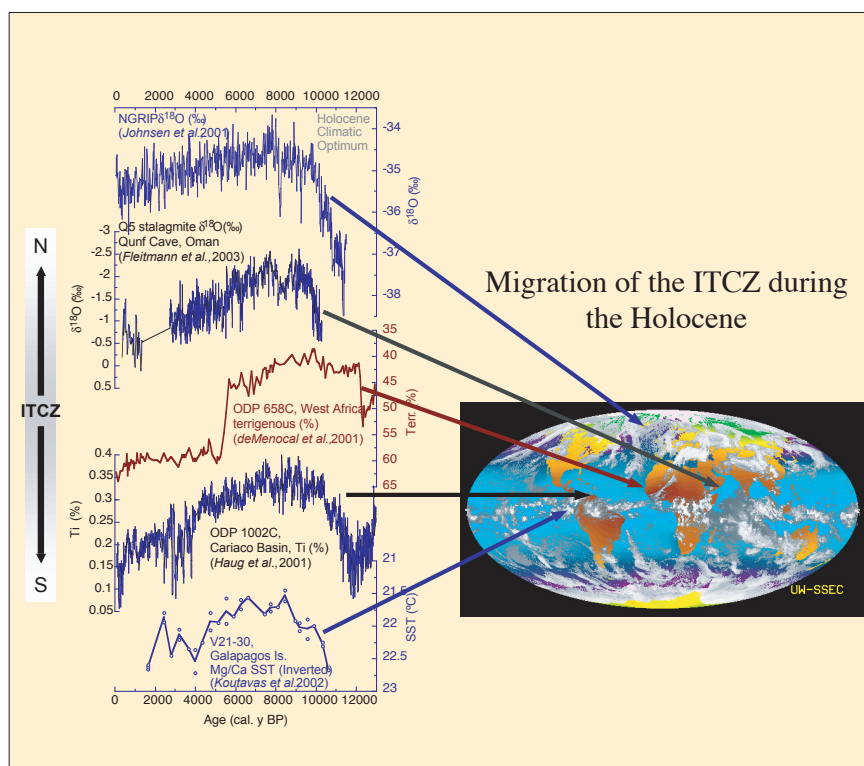 0 2000 4000 6000 8000 10000 12000
NGRIPδ18O (‰)
(Johnsen et al.2001)
Holocene
Climatic
Optimum
-34
-35
-36
-37
-38
δ18O (‰)
Q5 stalagmite δ18O(‰)
Qunf Cave, Oman
(Fleitmann et al.,2003)
-3
-2.5
-2
-1.5
-1
-0.5
0
0.5
δ18O (‰)
N
ITCZ
S
Migration of the ITCZ during
the Holocene
35
40
45
50
55
60
65
Terr. (%)
ODP 658C, West Africa
terrigenous (%)
(deMenocal et al.,2001)
0.4
0.35
0.3
0.25
0.2
0.15
0.1
0.05
Ti (%)
ODP 1002C,
Cariaco Basin, Ti (%)
(Haug et al.,2001)
21
21.5
22
22.5
23
SST (ºC)
V21-30,
Galapagos Is.
Mg/Ca SST (Inverted)
(Koutavas et al.2002)
0 2000 4000 6000 8000 10000 12000
Age (cal. y BP)
UW-SSEC